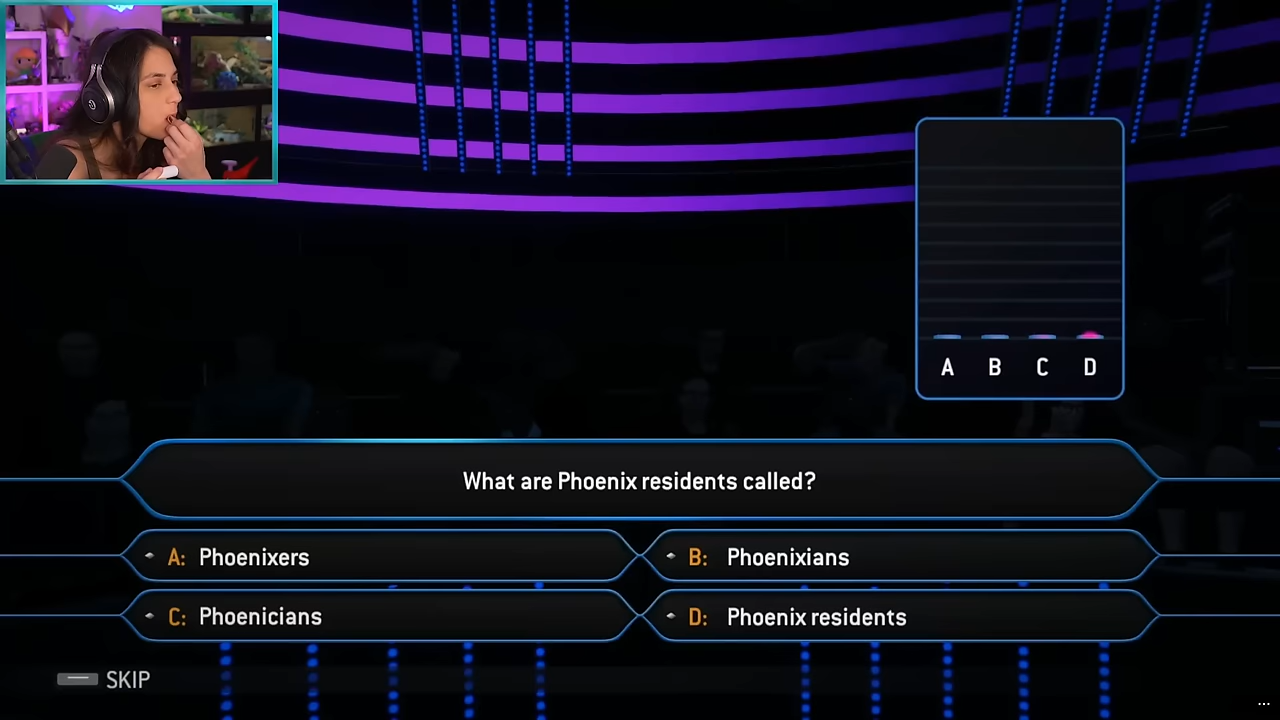 A B C D
What are Phoenix residents called?
A: Phoenixers
B: Phoenixians
C: Phoenicians
D: Phoenix residents
SKIP
...